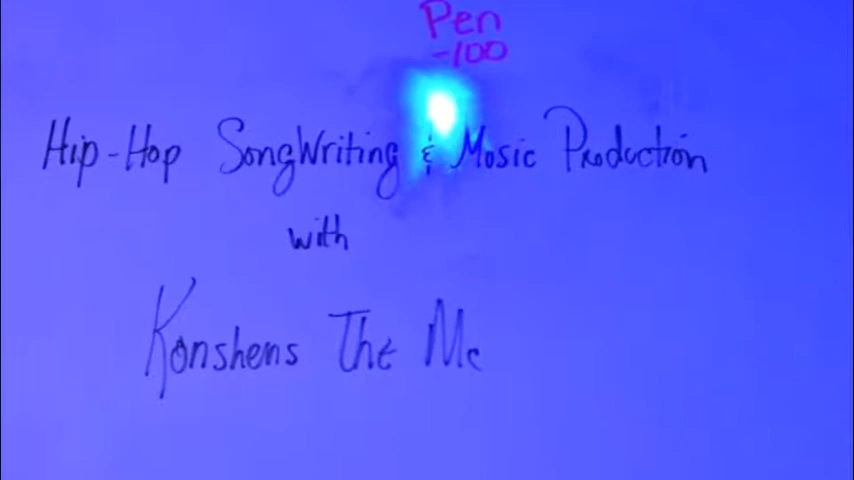 Pen
-100
Hip-Hop SongWriting & Music Production
with
Konshens The Mc